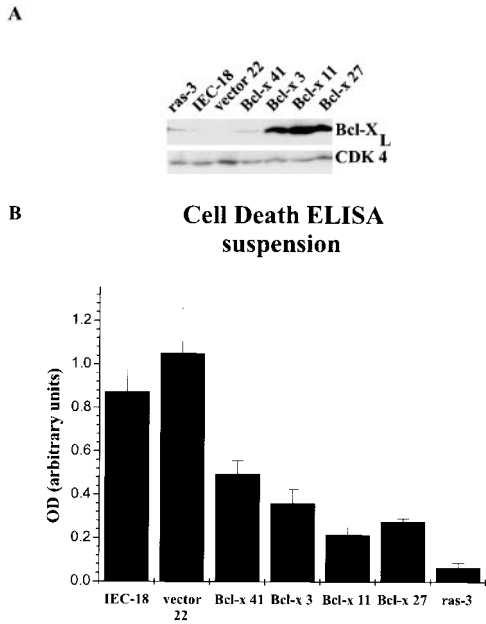 A
ras-3
IEC-18
vector 22
Bcl-x 41
Bcl-x 3
Bcl-x 11
Bcl-x 27
Bcl-XL
CDK 4
B
Cell Death ELISA
suspension
OD (arbitrary units)
1.2
1.0
0.8
0.6
0.4
0.2
0.0
IEC-18
vector
22
Bcl-x 41
Bcl-x 3
Bcl-x 11
Bcl-x 27
ras-3